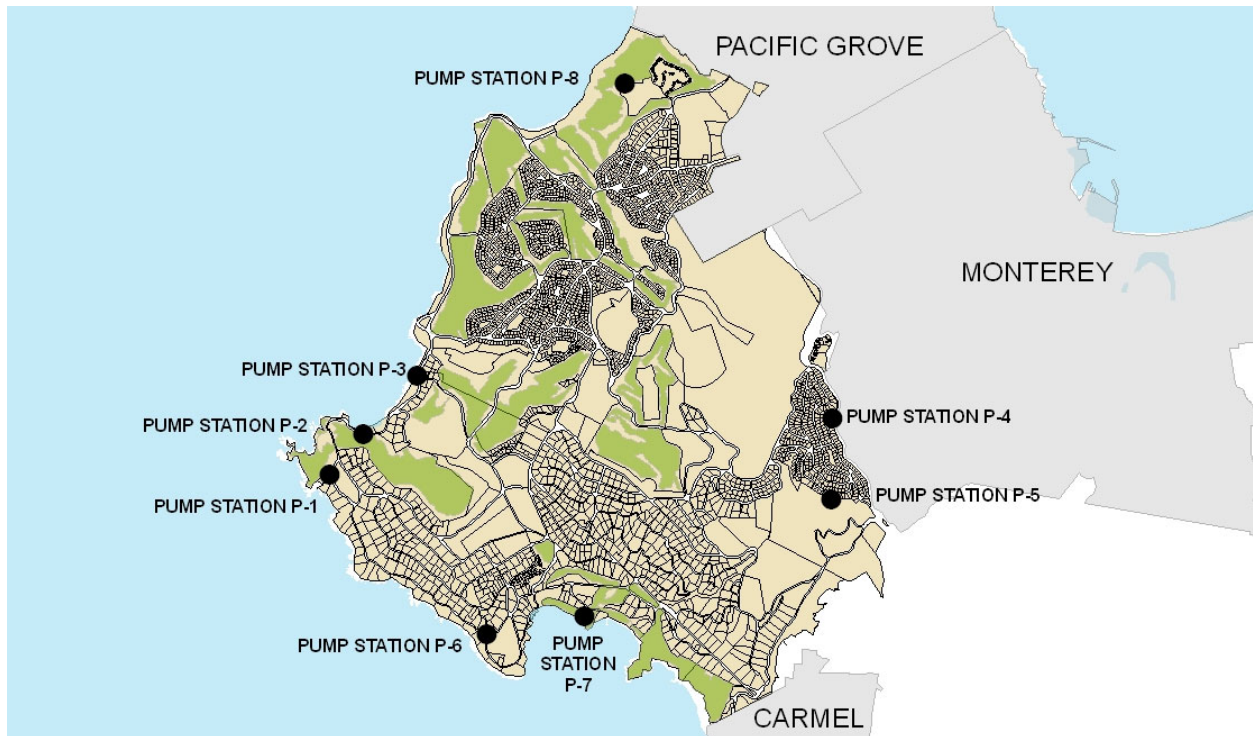 PACIFIC GROVE
PUMP STATION P-8
MONTEREY
PUMP STATION P-3
PUMP STATION P-2
PUMP STATION P-4
PUMP STATION P-1
PUMP STATION P-5
PUMP STATION P-6
PUMP
STATION
P-7
CARMEL